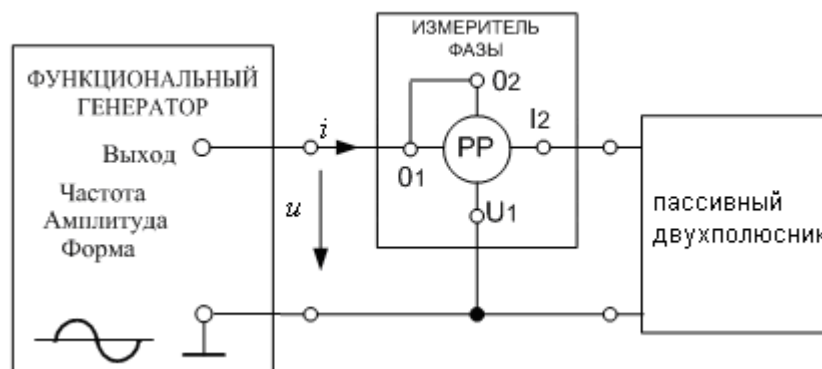 ФУНКЦИОНАЛЬНЫЙ
ГЕНЕРАТОР
Выход
Частота
Амплитуда
Форма
i
u
ИЗМЕРИТЕЛЬ
ФАЗЫ
02
I2
PP
01
U1
пассивный
двухполюсник